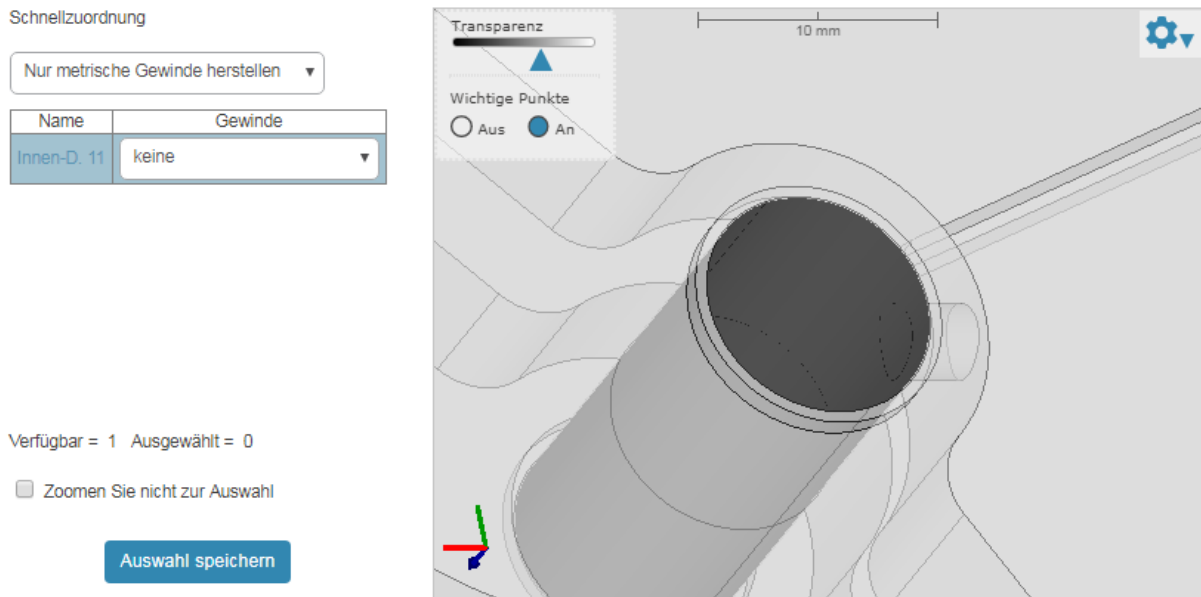 Schnellzuordnung
Nur metrische Gewinde herstellen
Name Gewinde
Innen-D. 11 keine
Verfügbar = 1 Ausgewählt = 0
Zoomen Sie nicht zur Auswahl
Auswahl speichern
Transparenz
Wichtige Punkte
Aus An
10 mm